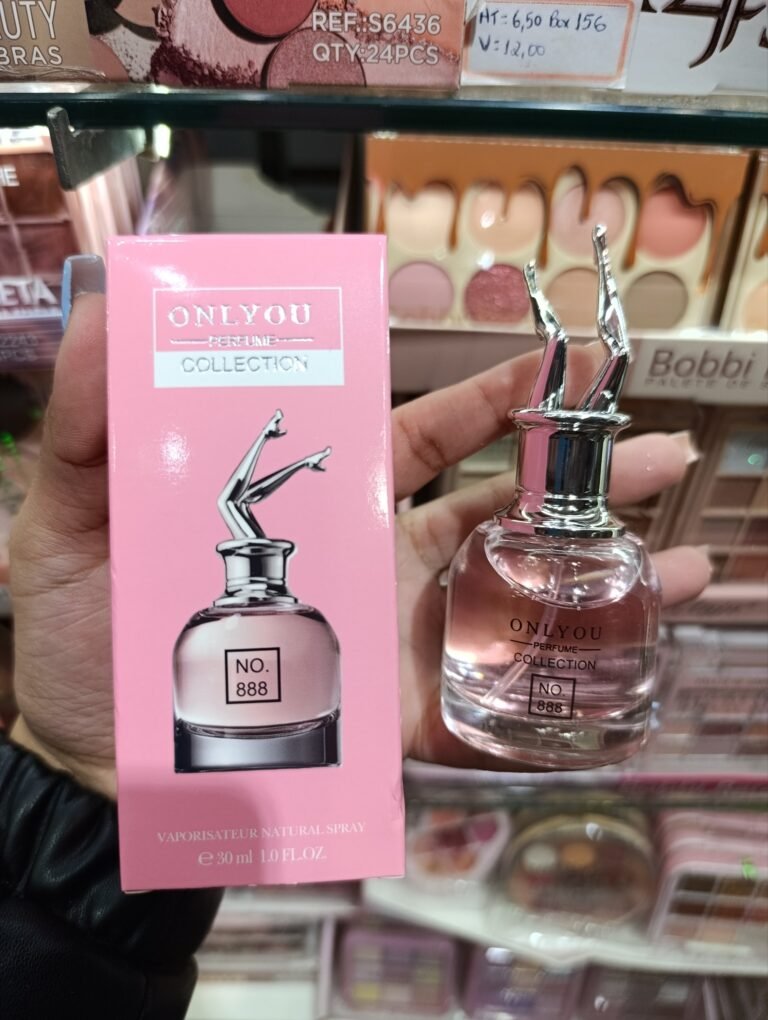 UTY
BRAS
REF:S6436
QTY:24PCS
AT = 6,50 Box 156
V = 12,00
ETA
Bobbi
ONLYOU
PERFUME
COLLECTION
NO.
888
VAPORISATEUR NATURAL SPRAY
e 30 ml 1.0 FL.OZ.
ONLYOU
PERFUME
COLLECTION
NO.
888